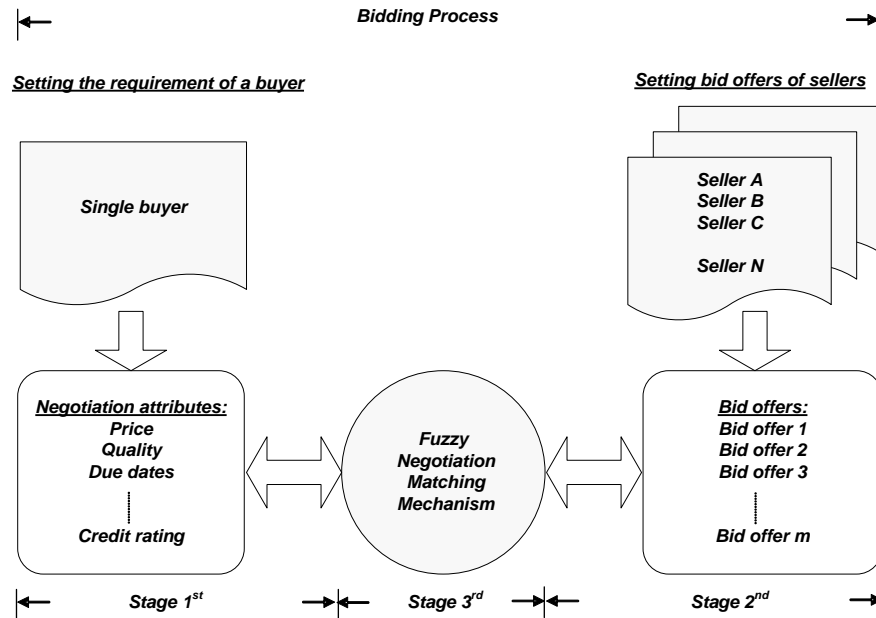 Bidding Process
Setting the requirement of a buyer
Setting bid offers of sellers
Single buyer
Seller A
Seller B
Seller C
Seller N
Negotiation attributes:
Price
Quality
Due dates
Credit rating
Fuzzy
Negotiation
Matching
Mechanism
Bid offers:
Bid offer 1
Bid offer 2
Bid offer 3
Bid offer m
Stage 1st
Stage 3rd
Stage 2nd